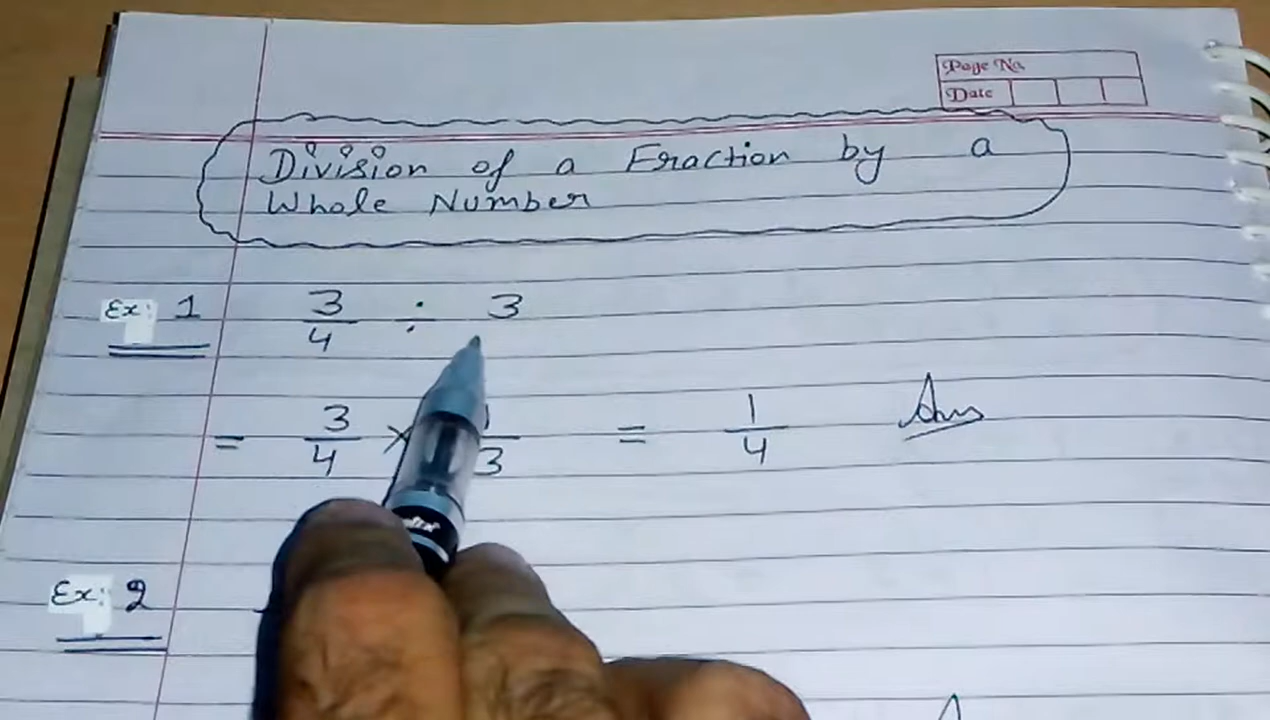 Page No.
Date
Division of a Fraction by a
Whole Number
Ex: 1 3/4 ÷ 3
= 3/4 × /3 = 1/4 Ans
Ex: 2